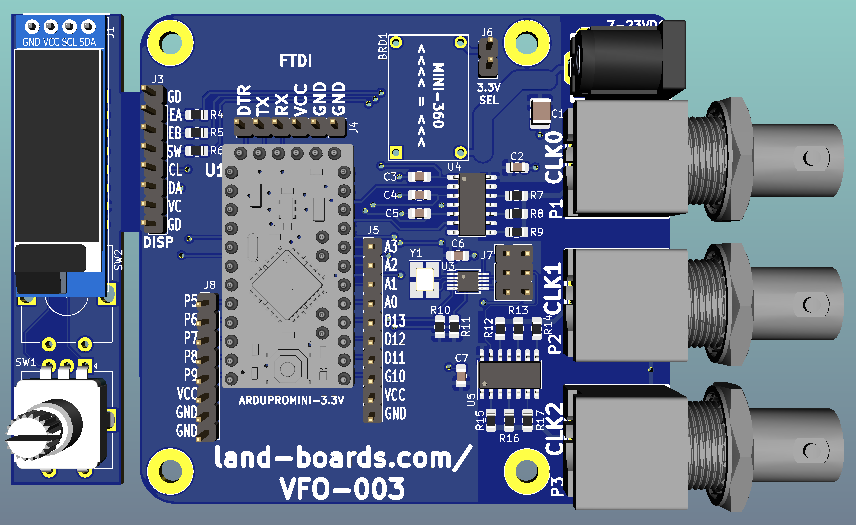 GND VCC SCL SDA
J1
SW2
SW1
J3
GD
EA
EB
SW
CL
DA
VC
GD
DISP
R4
R5
R6
U1
FTDI
DTR
TX
RX
VCC
GND
GND
J4
BRD1
MINI-360
J6
3.3V
SEL
7-23VDC
C1
C2
U4
C3
C4
C5
R7
R8
R9
CLK0
P1
J5
A3
A2
A1
A0
D13
D12
D11
G10
VCC
GND
C6
J7
Y1
U3
R10
R11
R12
R13
R14
CLK1
P2
J8
P5
P6
P7
P8
P9
VCC
GND
GND
ARDUPROMINI-3.3V
C7
U5
R15
R16
R17
CLK2
P3
land-boards.com/
VFO-003